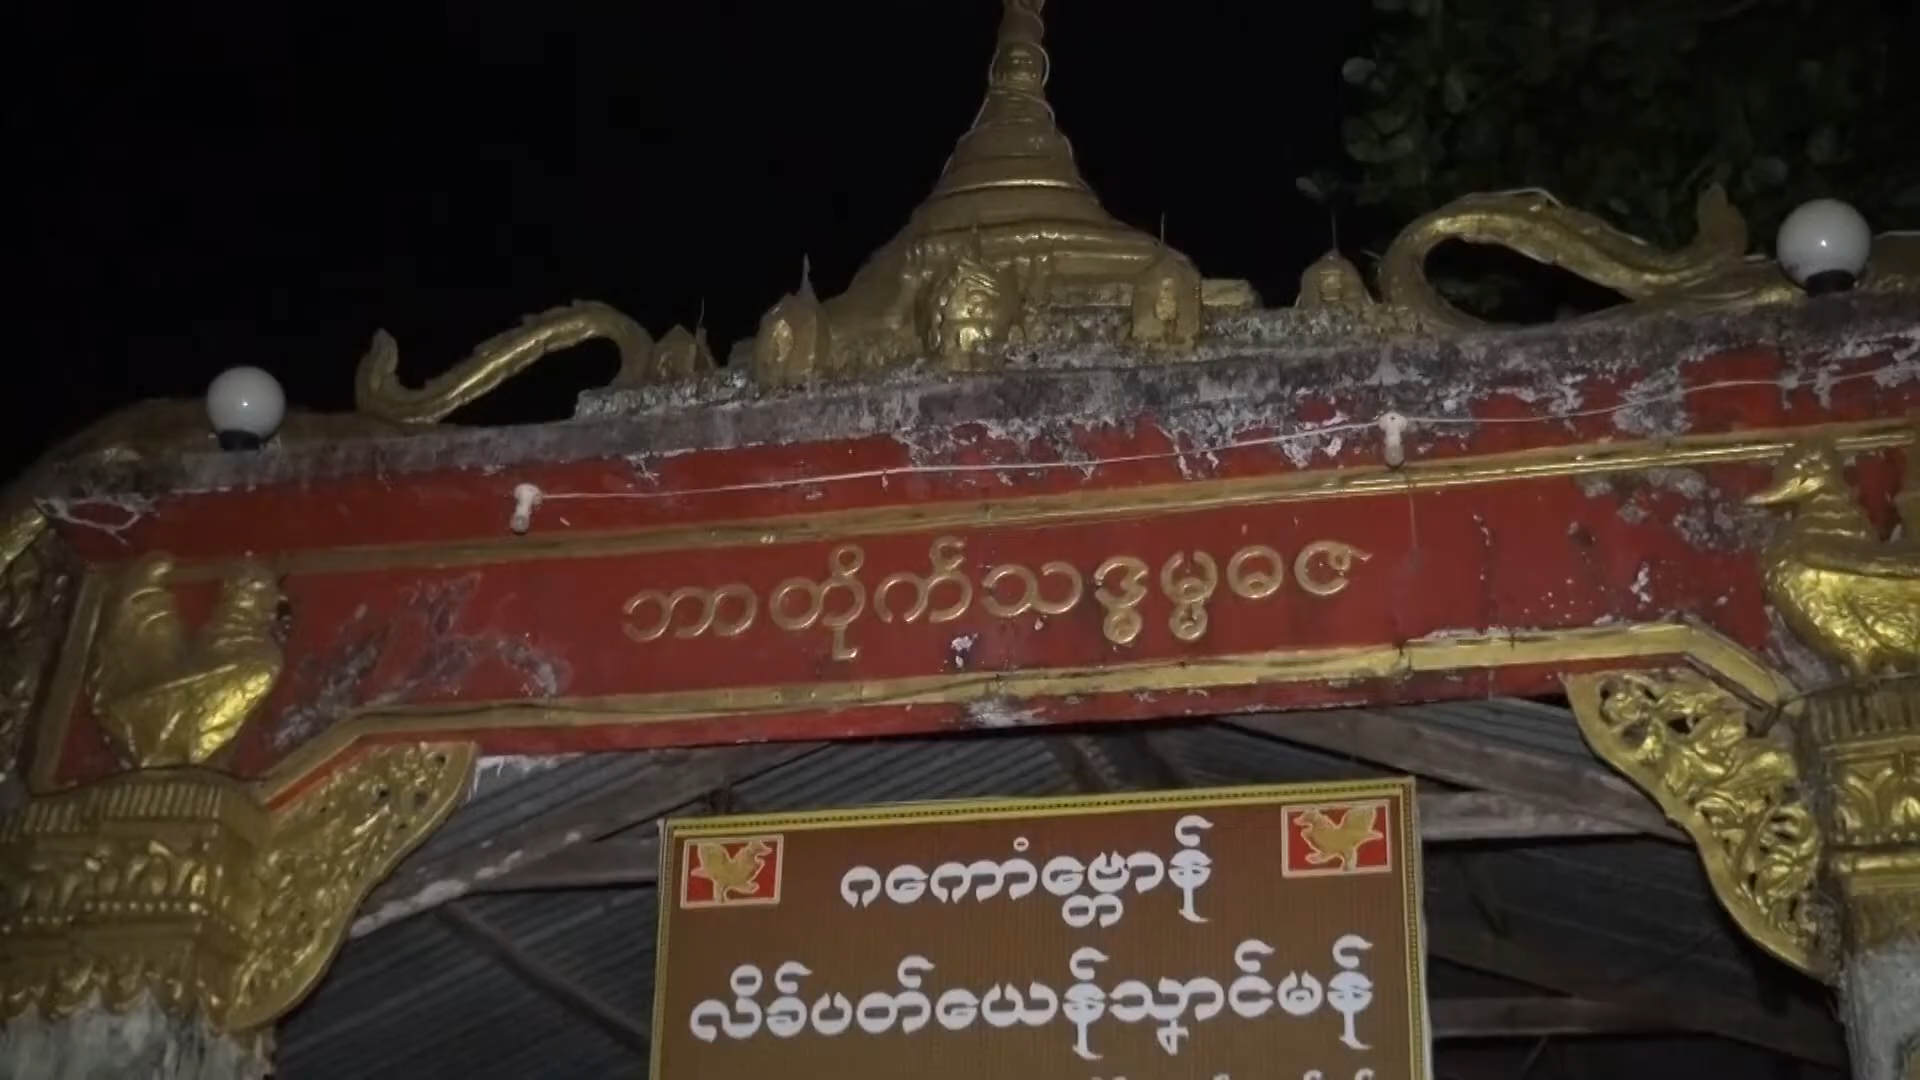 ဘာတိုက်သဒ္ဓမ္မဓဇ
ဂကောံဗ္တောန်
လိခ်ပတ်ယေန်သ္ၚာင်မန်